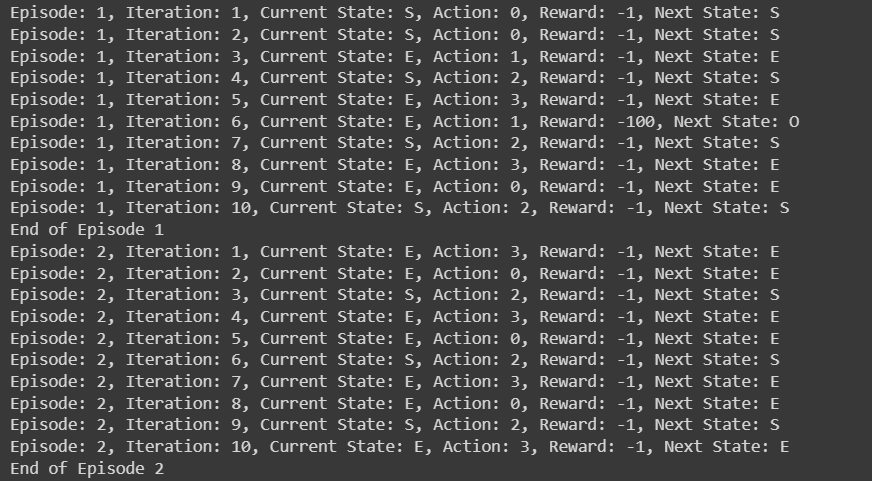 Episode: 1, Iteration: 1, Current State: S, Action: 0, Reward: -1, Next State: S
Episode: 1, Iteration: 2, Current State: S, Action: 0, Reward: -1, Next State: S
Episode: 1, Iteration: 3, Current State: E, Action: 1, Reward: -1, Next State: E
Episode: 1, Iteration: 4, Current State: S, Action: 2, Reward: -1, Next State: S
Episode: 1, Iteration: 5, Current State: E, Action: 3, Reward: -1, Next State: E
Episode: 1, Iteration: 6, Current State: E, Action: 1, Reward: -100, Next State: O
Episode: 1, Iteration: 7, Current State: S, Action: 2, Reward: -1, Next State: S
Episode: 1, Iteration: 8, Current State: E, Action: 3, Reward: -1, Next State: E
Episode: 1, Iteration: 9, Current State: E, Action: 0, Reward: -1, Next State: E
Episode: 1, Iteration: 10, Current State: S, Action: 2, Reward: -1, Next State: S
End of Episode 1
Episode: 2, Iteration: 1, Current State: E, Action: 3, Reward: -1, Next State: E
Episode: 2, Iteration: 2, Current State: E, Action: 0, Reward: -1, Next State: E
Episode: 2, Iteration: 3, Current State: S, Action: 2, Reward: -1, Next State: S
Episode: 2, Iteration: 4, Current State: E, Action: 3, Reward: -1, Next State: E
Episode: 2, Iteration: 5, Current State: E, Action: 0, Reward: -1, Next State: E
Episode: 2, Iteration: 6, Current State: S, Action: 2, Reward: -1, Next State: S
Episode: 2, Iteration: 7, Current State: E, Action: 3, Reward: -1, Next State: E
Episode: 2, Iteration: 8, Current State: E, Action: 0, Reward: -1, Next State: E
Episode: 2, Iteration: 9, Current State: S, Action: 2, Reward: -1, Next State: S
Episode: 2, Iteration: 10, Current State: E, Action: 3, Reward: -1, Next State: E
End of Episode 2